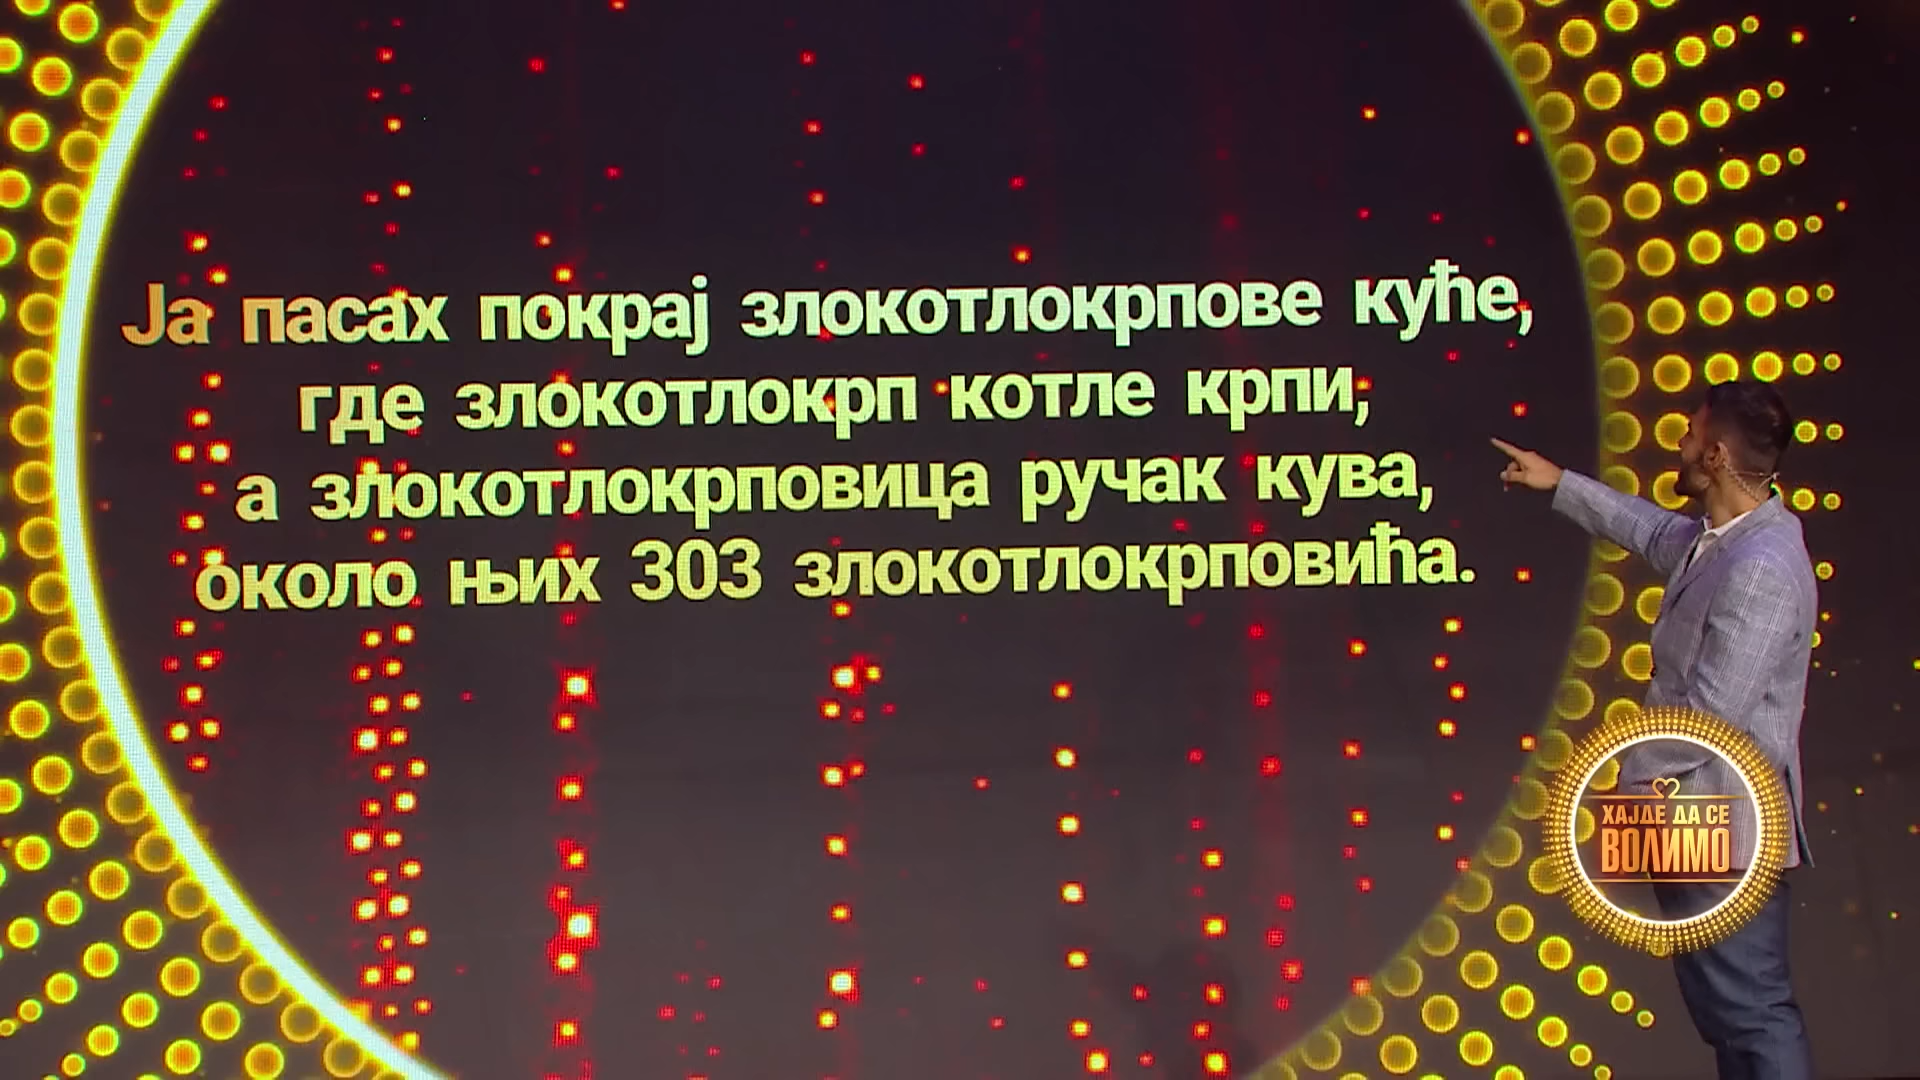 Ја пасах покрај злокотлокрпове куће,
где злокотлокрп котле крпи,
а злокотлокрповица ручак кува,
около њих 303 злокотлокрповића.
ХАЈДЕ ДА СЕ
ВОЛИМО